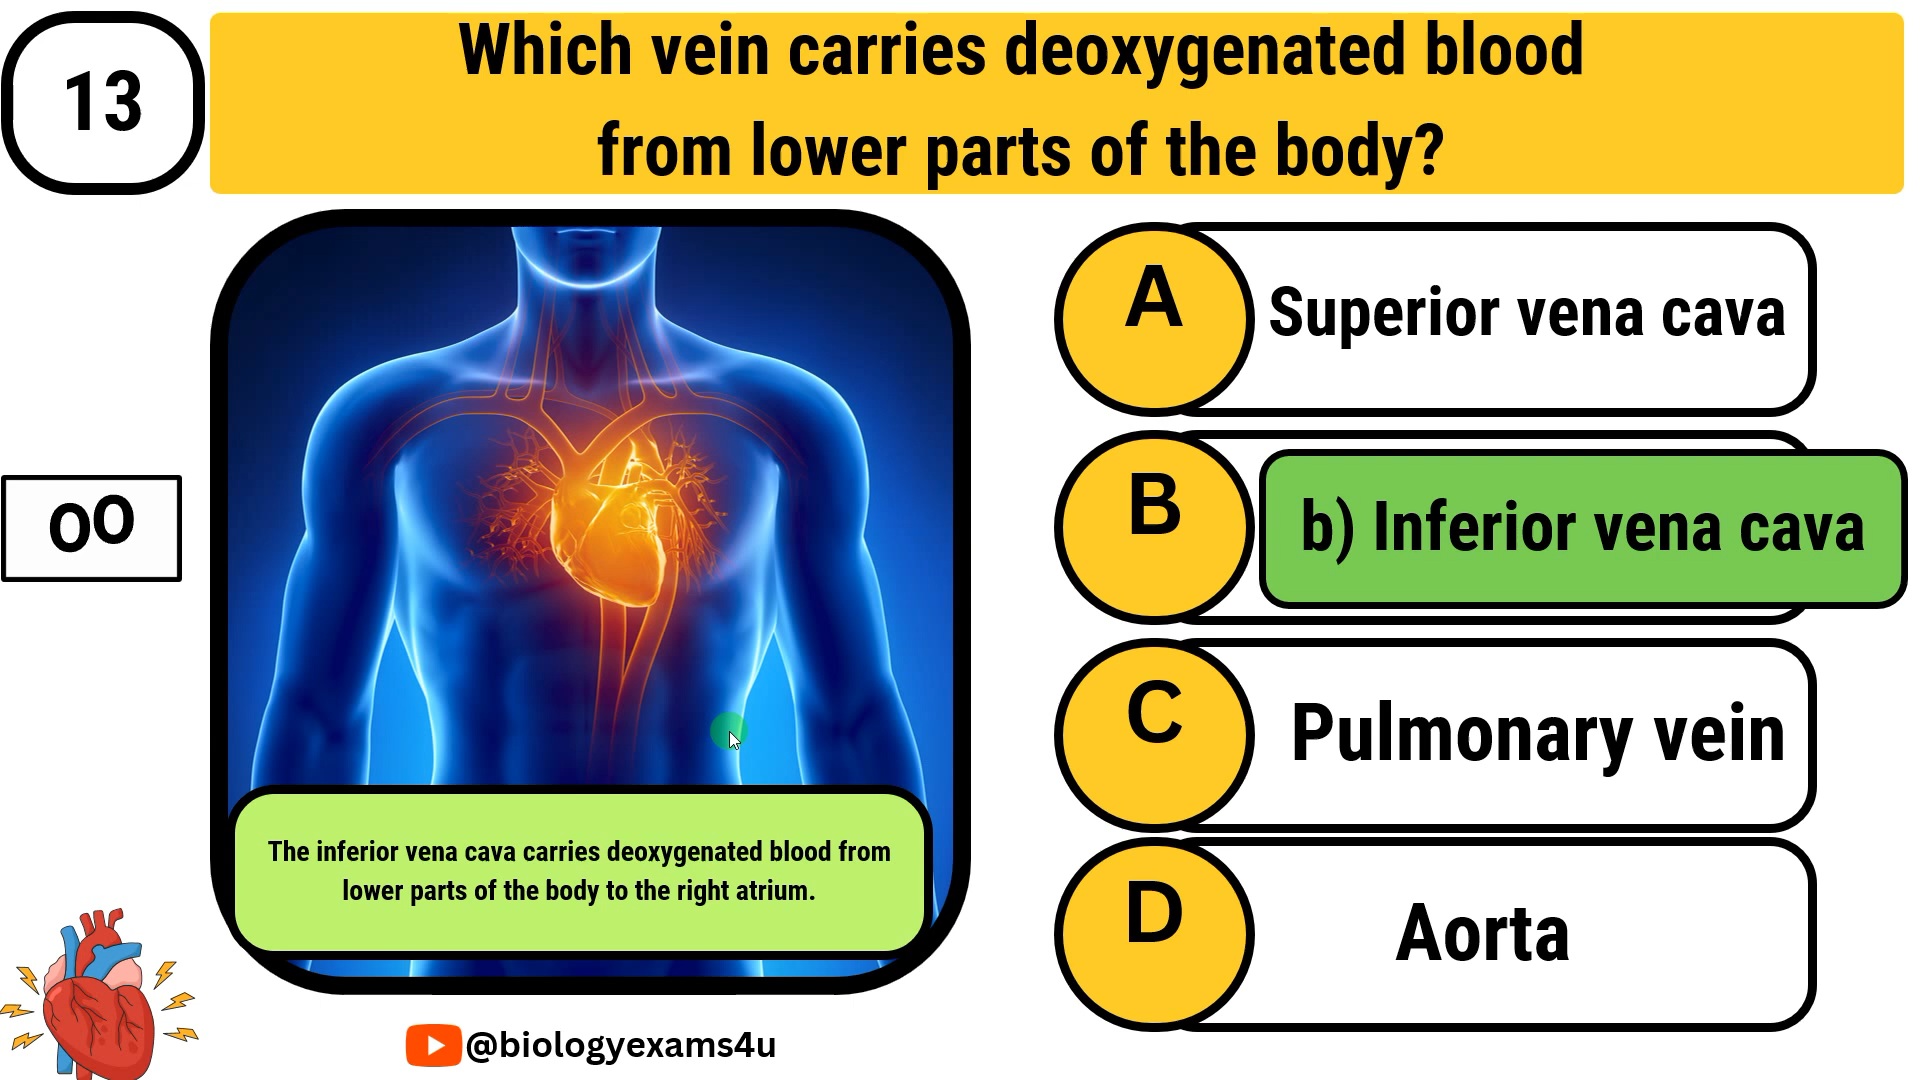 13
Which vein carries deoxygenated blood
from lower parts of the body?
A
Superior vena cava
B
b) Inferior vena cava
C
Pulmonary vein
D
Aorta
00
The inferior vena cava carries deoxygenated blood from
lower parts of the body to the right atrium.
@biologyexams4u